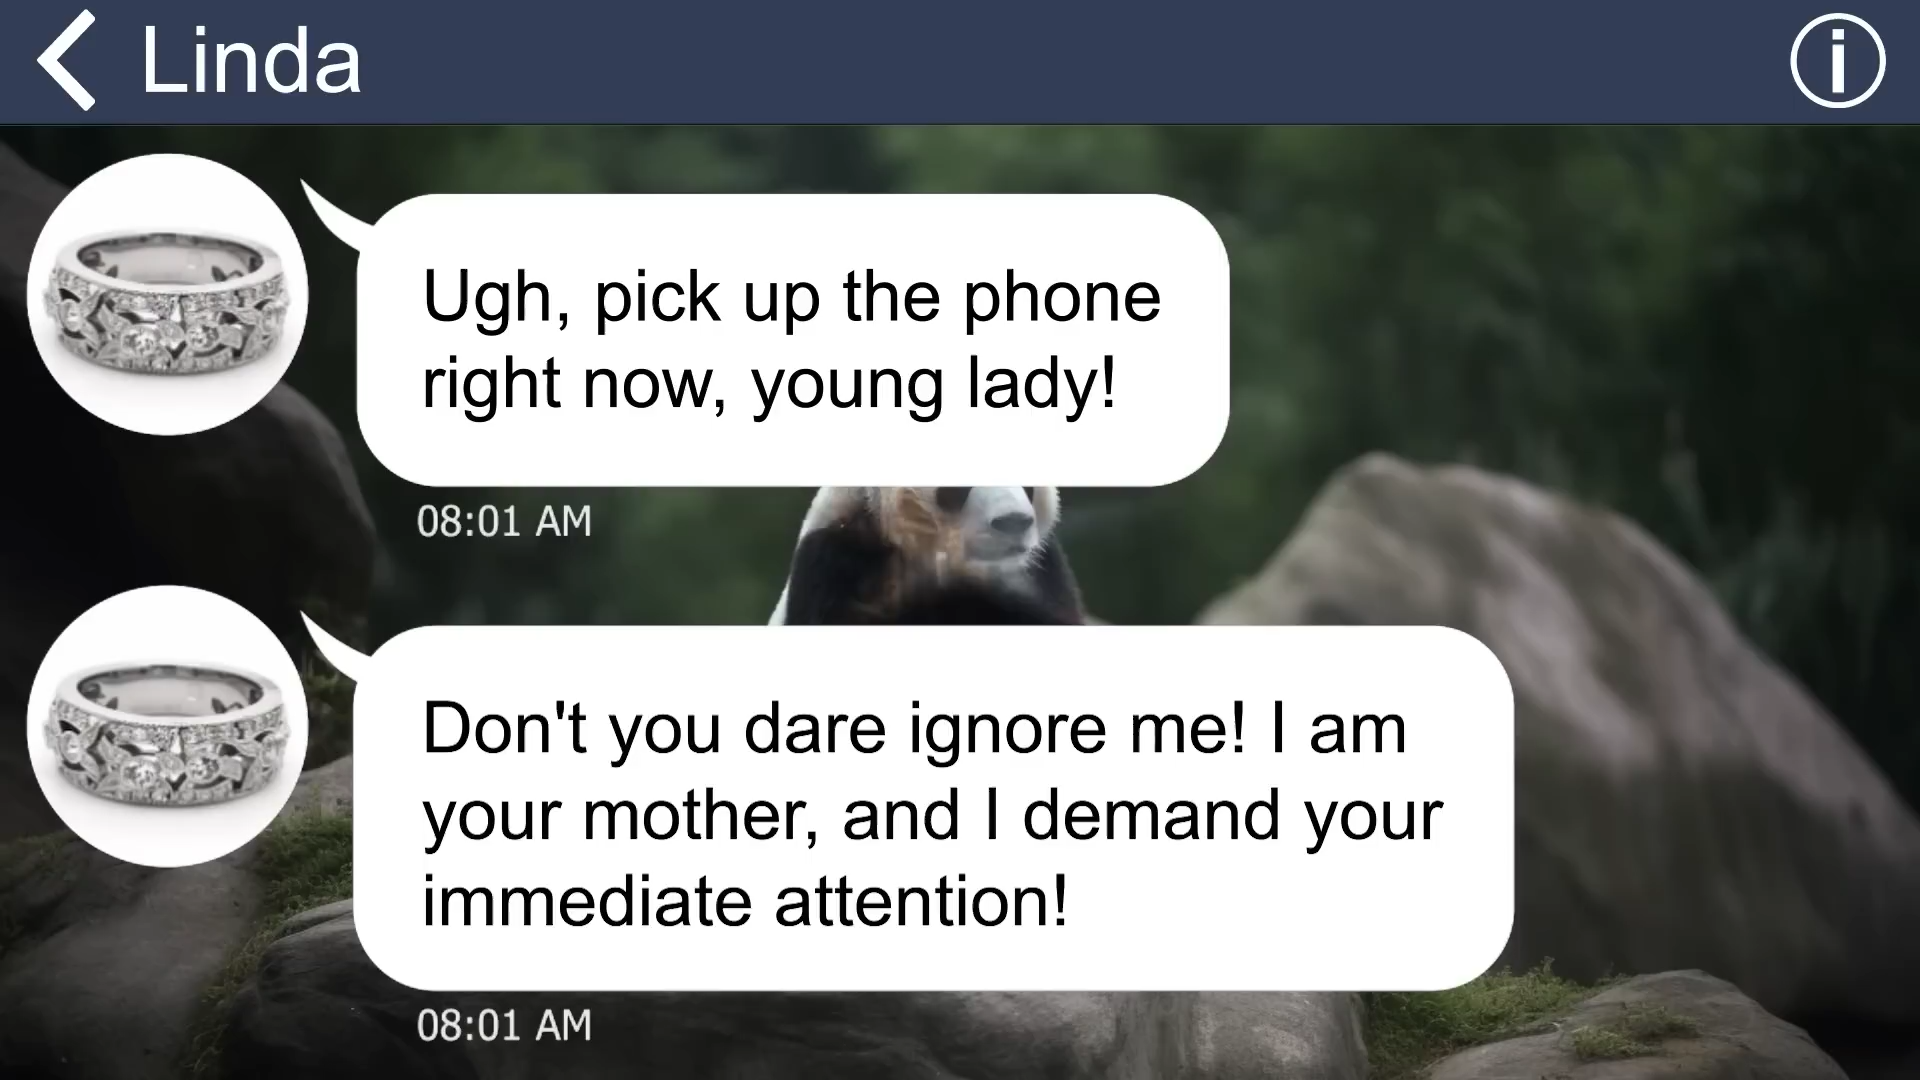 Linda
Ugh, pick up the phone
right now, young lady!
08:01 AM
Don't you dare ignore me! I am
your mother, and I demand your
immediate attention!
08:01 AM